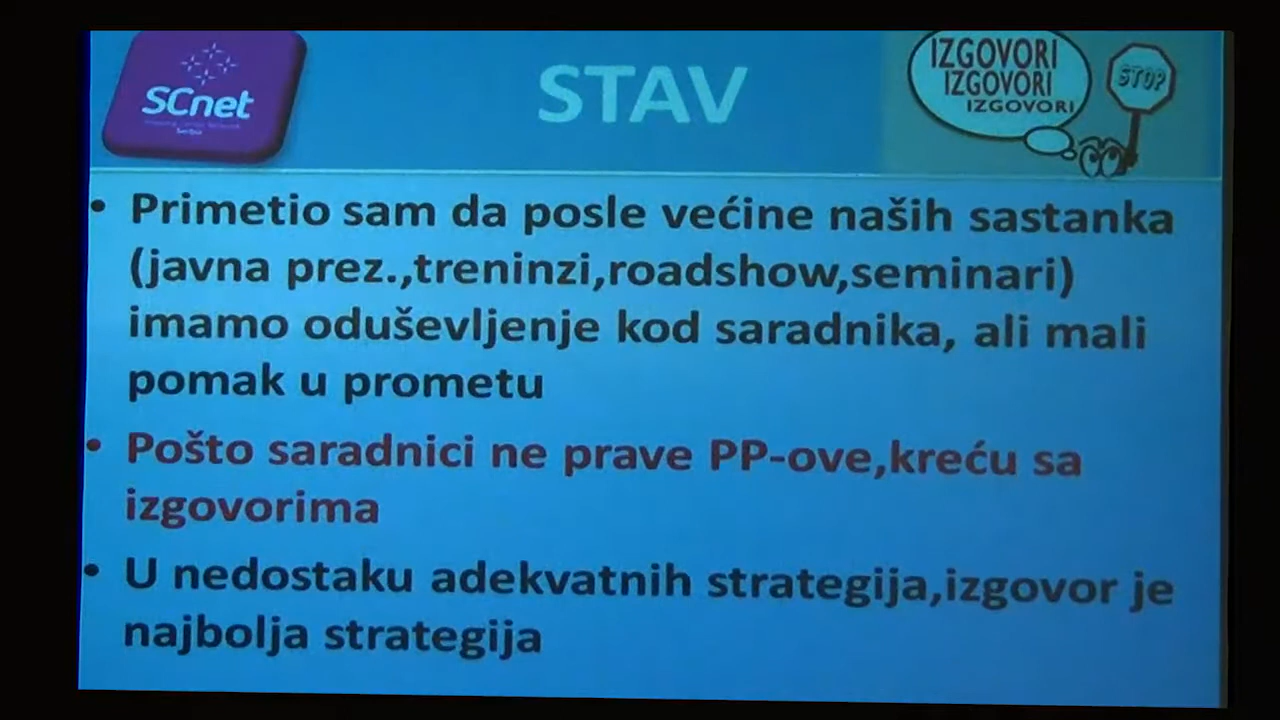 SCnet
Serbia
STAV
IZGOVORI
IZGOVORI
IZGOVORI
STOP
• Primetio sam da posle većine naših sastanka
(javna prez.,treninzi,roadshow,seminari)
imamo oduševljenje kod saradnika, ali mali
pomak u prometu
• Pošto saradnici ne prave PP-ove,kreću sa
izgovorima
• U nedostaku adekvatnih strategija,izgovor je
najbolja strategija